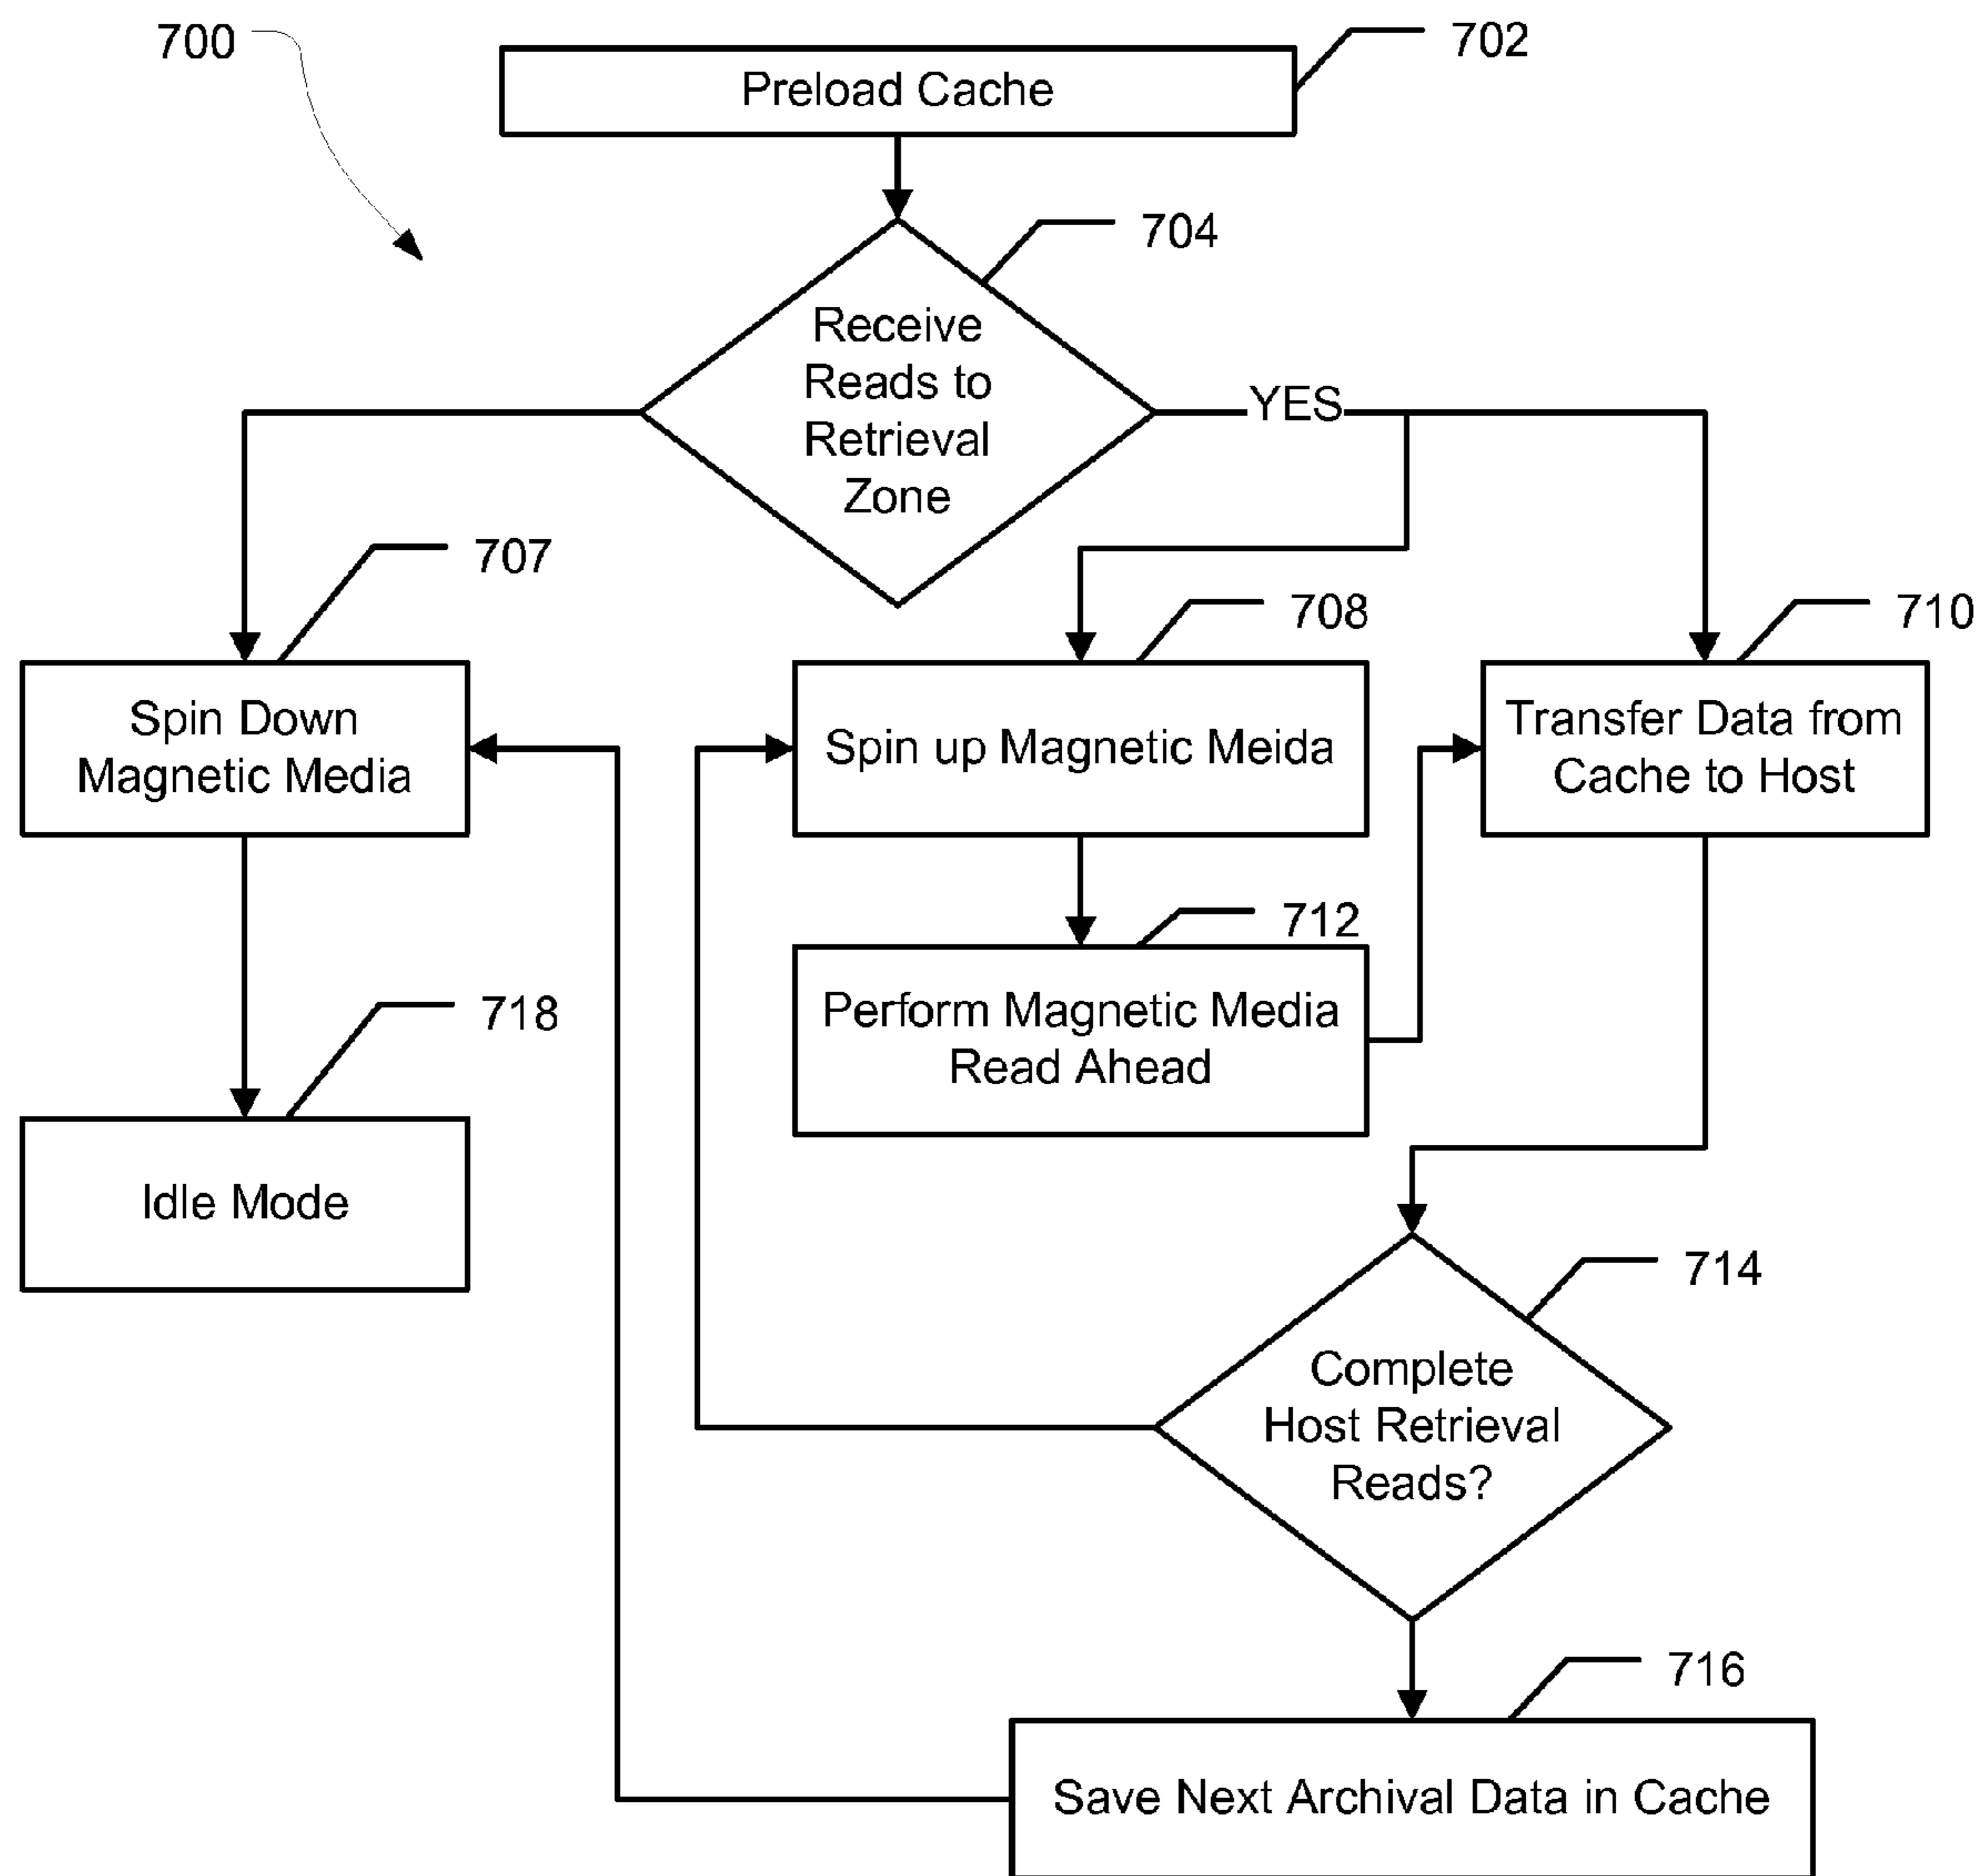 700
702
Preload Cache
704
Receive
Reads to
Retrieval
Zone
YES
707
708
710
Spin Down
Magnetic Media
Spin up Magnetic Meida
Transfer Data from
Cache to Host
712
Perform Magnetic Media
Read Ahead
718
Idle Mode
714
Complete
Host Retrieval
Reads?
716
Save Next Archival Data in Cache